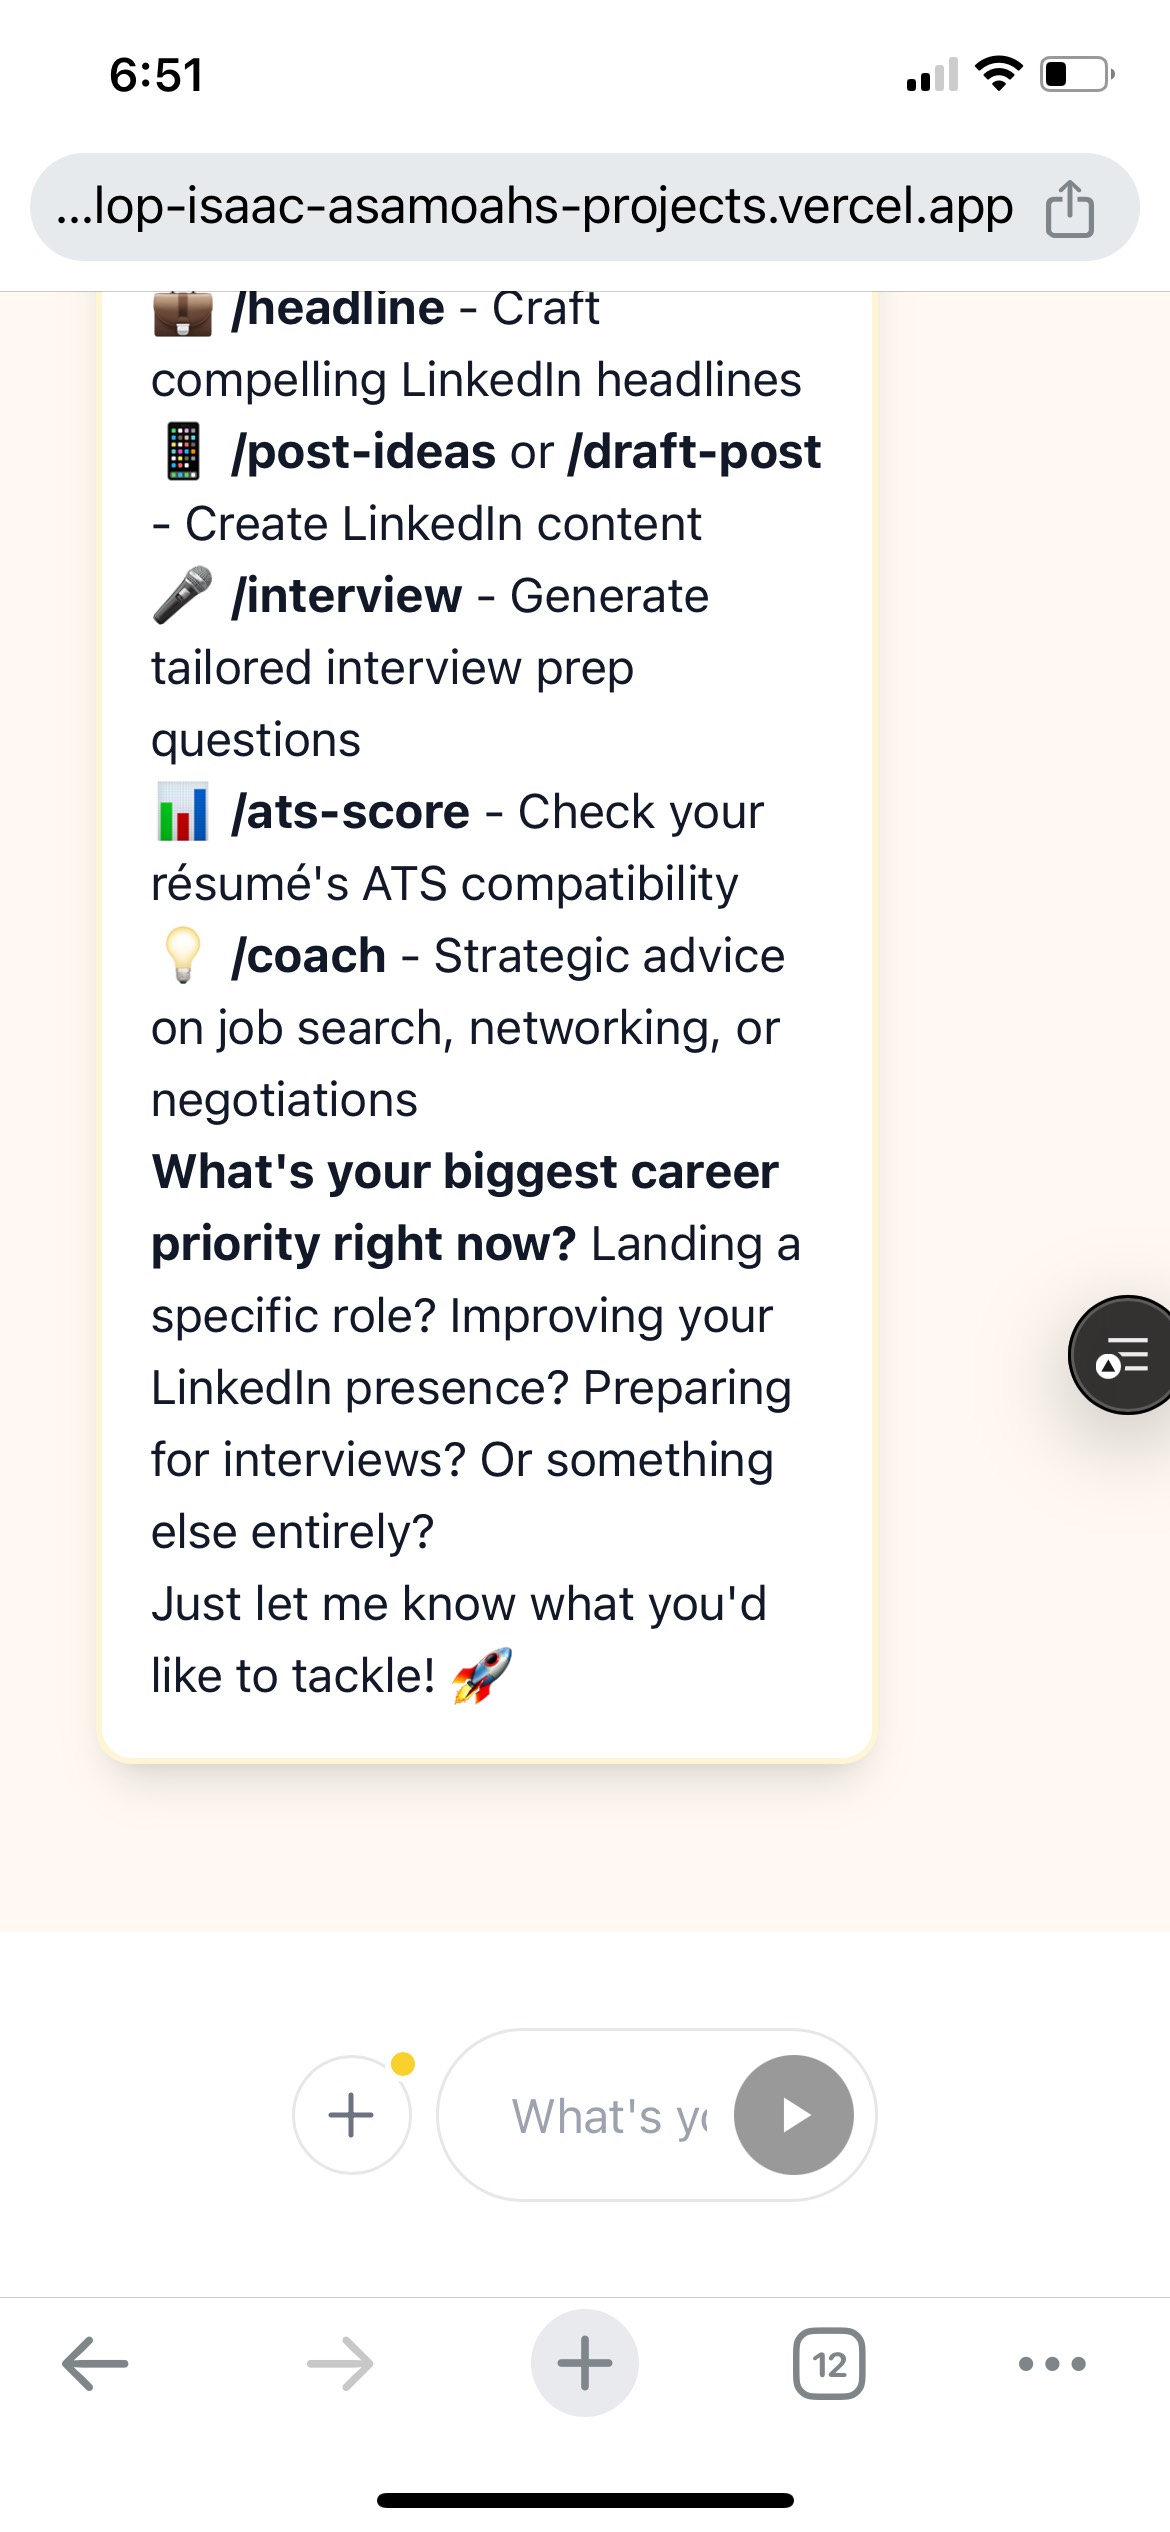 6:51
...lop-isaac-asamoahs-projects.vercel.app
💼 /headline - Craft
compelling LinkedIn headlines
📱 /post-ideas or /draft-post
- Create LinkedIn content
🎤 /interview - Generate
tailored interview prep
questions
📊 /ats-score - Check your
résumé's ATS compatibility
💡 /coach - Strategic advice
on job search, networking, or
negotiations
What's your biggest career
priority right now? Landing a
specific role? Improving your
LinkedIn presence? Preparing
for interviews? Or something
else entirely?
Just let me know what you'd
like to tackle! 🚀
What's
12